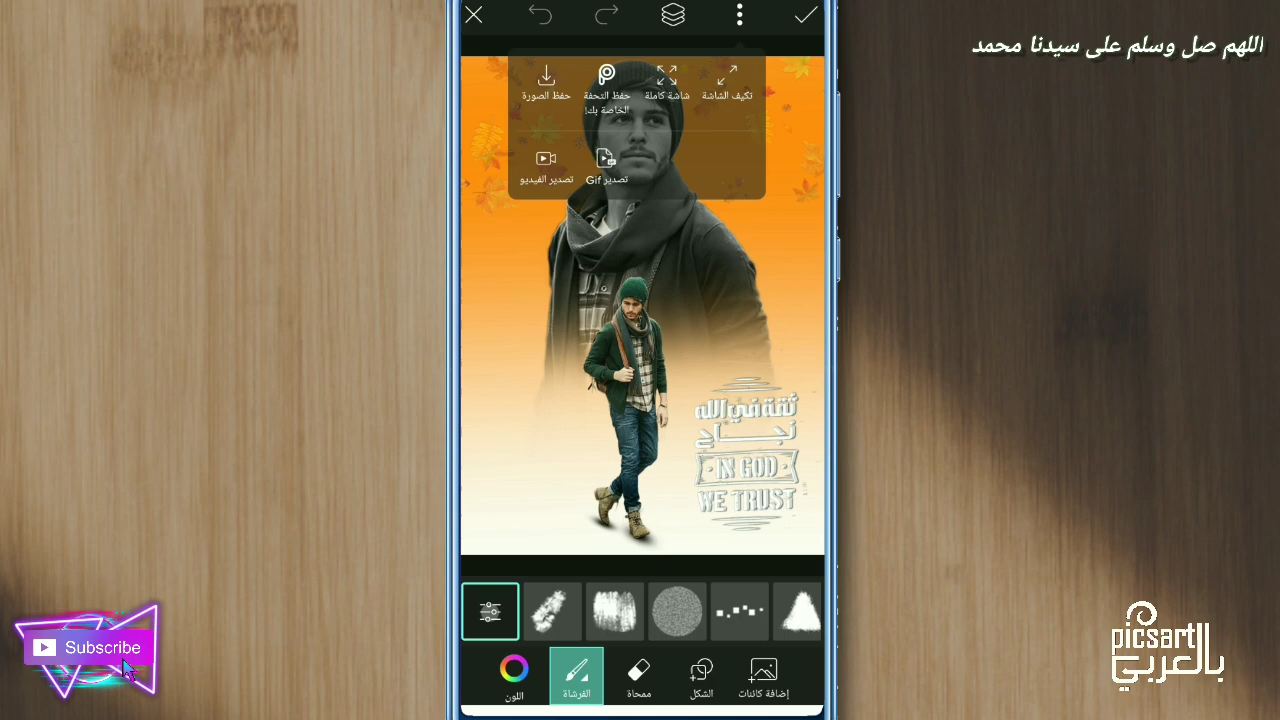 اللهم صل وسلم على سيدنا محمد
تكيف الشاشة
شاشة كاملة
حفظ التحفة
الخاصة بك!
حفظ الصورة
تصدير Gif
تصدير الفيديو
ثقة في الله
نجاح
IN GOD
WE TRUST
إضافة كائنات
الشكل
ممحاة
الفرشاة
اللون
Subscribe
picsart
بالعربي